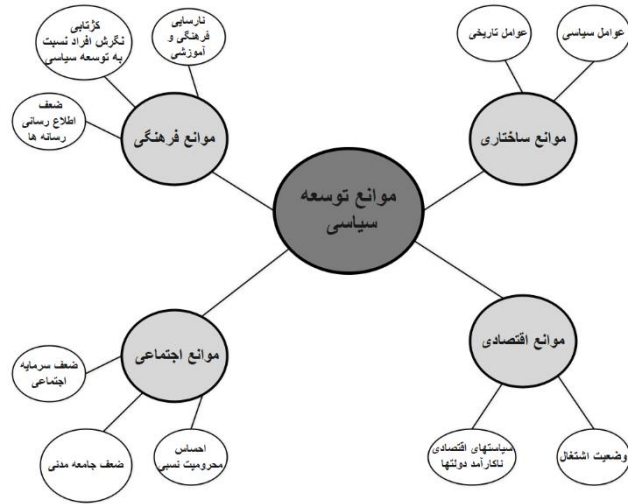 عوامل سیاسی
عوامل تاریخی
موانع ساختاری
نارسایی
فرهنگی و
آموزشی
کژتابی
نگرش افراد نسبت
به توسعه سیاسی
ضعف
اطلاع رسانی
رسانه ها
موانع فرهنگی
موانع توسعه
سیاسی
موانع اقتصادی
وضعیت اشتغال
سیاستهای اقتصادی
ناکارآمد دولتها
موانع اجتماعی
ضعف سرمایه
اجتماعی
احساس
محرومیت نسبی
ضعف جامعه مدنی